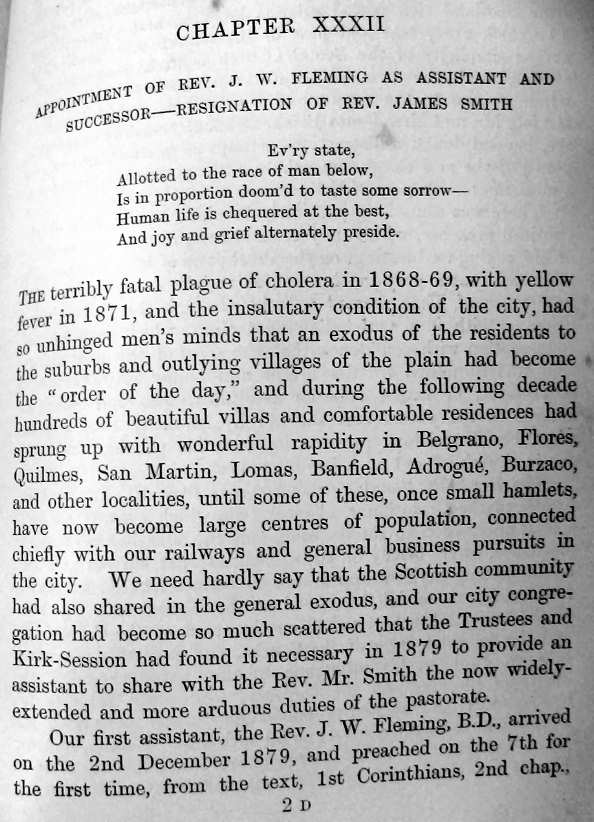 CHAPTER XXXII
APPOINTMENT OF REV. J. W. FLEMING AS ASSISTANT AND
SUCCESSOR—RESIGNATION OF REV. JAMES SMITH
Ev'ry state,
Allotted to the race of man below,
Is in proportion doom'd to taste some sorrow—
Human life is chequered at the best,
And joy and grief alternately preside.
THE terribly fatal plague of cholera in 1868-69, with yellow
fever in 1871, and the insalutary condition of the city, had
so unhinged men's minds that an exodus of the residents to
the suburbs and outlying villages of the plain had become
the "order of the day," and during the following decade
hundreds of beautiful villas and comfortable residences had
sprung up with wonderful rapidity in Belgrano, Flores,
Quilmes, San Martin, Lomas, Banfield, Adrogué, Burzaco,
and other localities, until some of these, once small hamlets,
have now become large centres of population, connected
chiefly with our railways and general business pursuits in
the city. We need hardly say that the Scottish community
had also shared in the general exodus, and our city congre-
gation had become so much scattered that the Trustees and
Kirk-Session had found it necessary in 1879 to provide an
assistant to share with the Rev. Mr. Smith the now widely-
extended and more arduous duties of the pastorate.
Our first assistant, the Rev. J. W. Fleming, B.D., arrived
on the 2nd December 1879, and preached on the 7th for
the first time, from the text, 1st Corinthians, 2nd chap.,
2 D